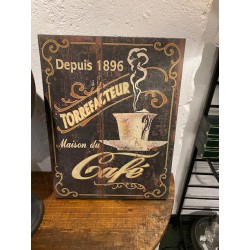 Depuis 1896
TORREFACTEUR
Maison du
Café